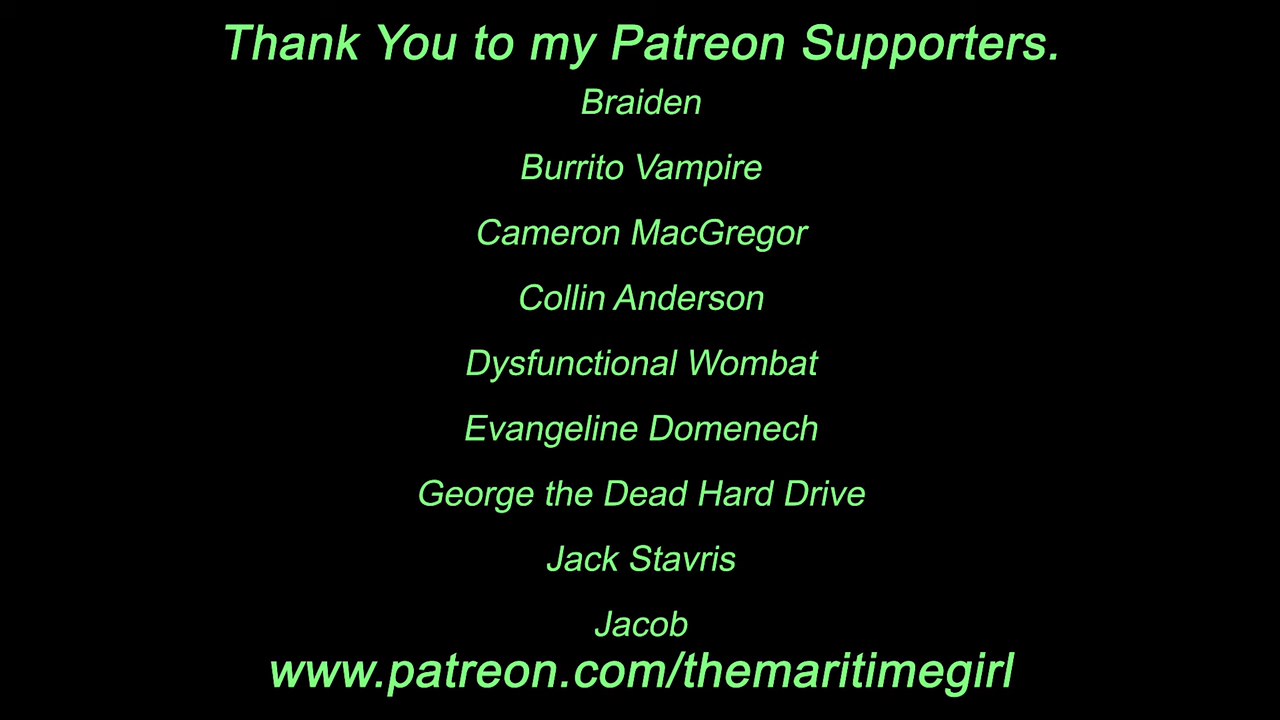 Thank You to my Patreon Supporters.
Braiden
Burrito Vampire
Cameron MacGregor
Collin Anderson
Dysfunctional Wombat
Evangeline Domenech
George the Dead Hard Drive
Jack Stavris
Jacob
www.patreon.com/themaritimegirl